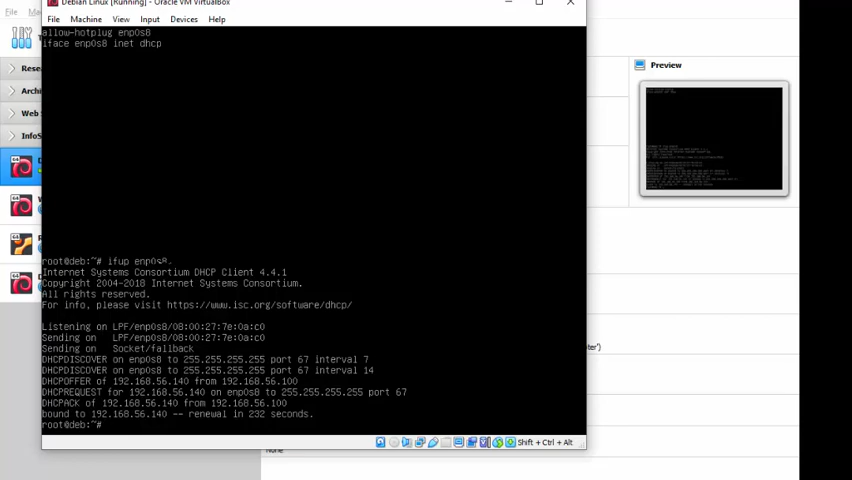 Debian Linux [Running] - Oracle VM VirtualBox
File Machine View Input Devices Help
allow-hotplug enp0s8
iface enp0s8 inet dhcp
Preview
Rese
Archi
Web
InfoS
root@deb:~# ifup enp0s8
Internet Systems Consortium DHCP Client 4.4.1
Copyright 2004-2018 Internet Systems Consortium.
All rights reserved.
For info, please visit https://www.isc.org/software/dhcp/
Listening on LPF/enp0s8/08:00:27:7e:0a:c0
Sending on   LPF/enp0s8/08:00:27:7e:0a:c0
Sending on   Socket/fallback
DHCPDISCOVER on enp0s8 to 255.255.255.255 port 67 interval 7
DHCPDISCOVER on enp0s8 to 255.255.255.255 port 67 interval 14
DHCPOFFER of 192.168.56.140 from 192.168.56.100
DHCPREQUEST for 192.168.56.140 on enp0s8 to 255.255.255.255 port 67
DHCPACK of 192.168.56.140 from 192.168.56.100
bound to 192.168.56.140 -- renewal in 232 seconds.
root@deb:~#
Shift + Ctrl + Alt
None